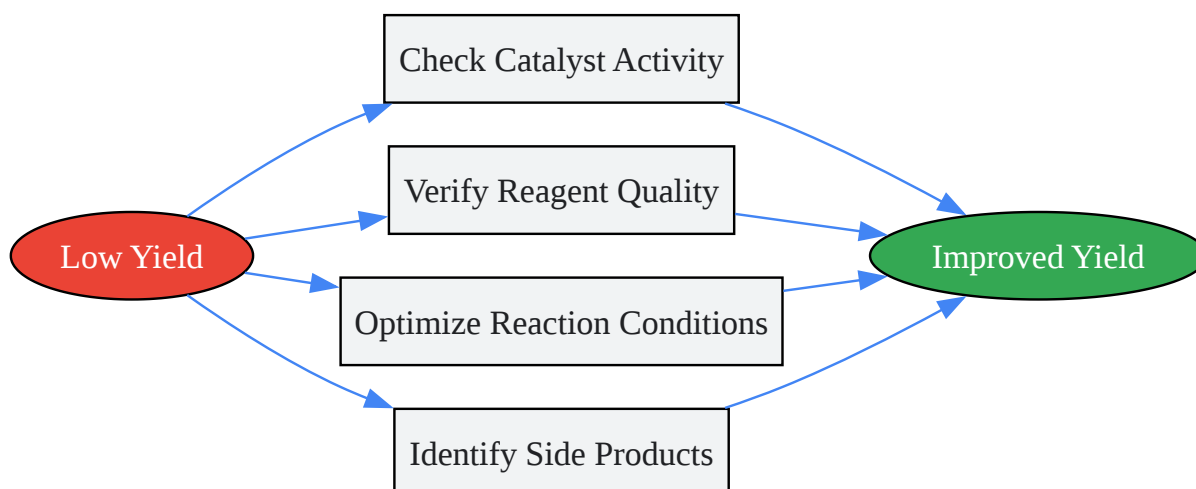 Check Catalyst Activity
Verify Reagent Quality
Low Yield
Improved Yield
Optimize Reaction Conditions
Identify Side Products